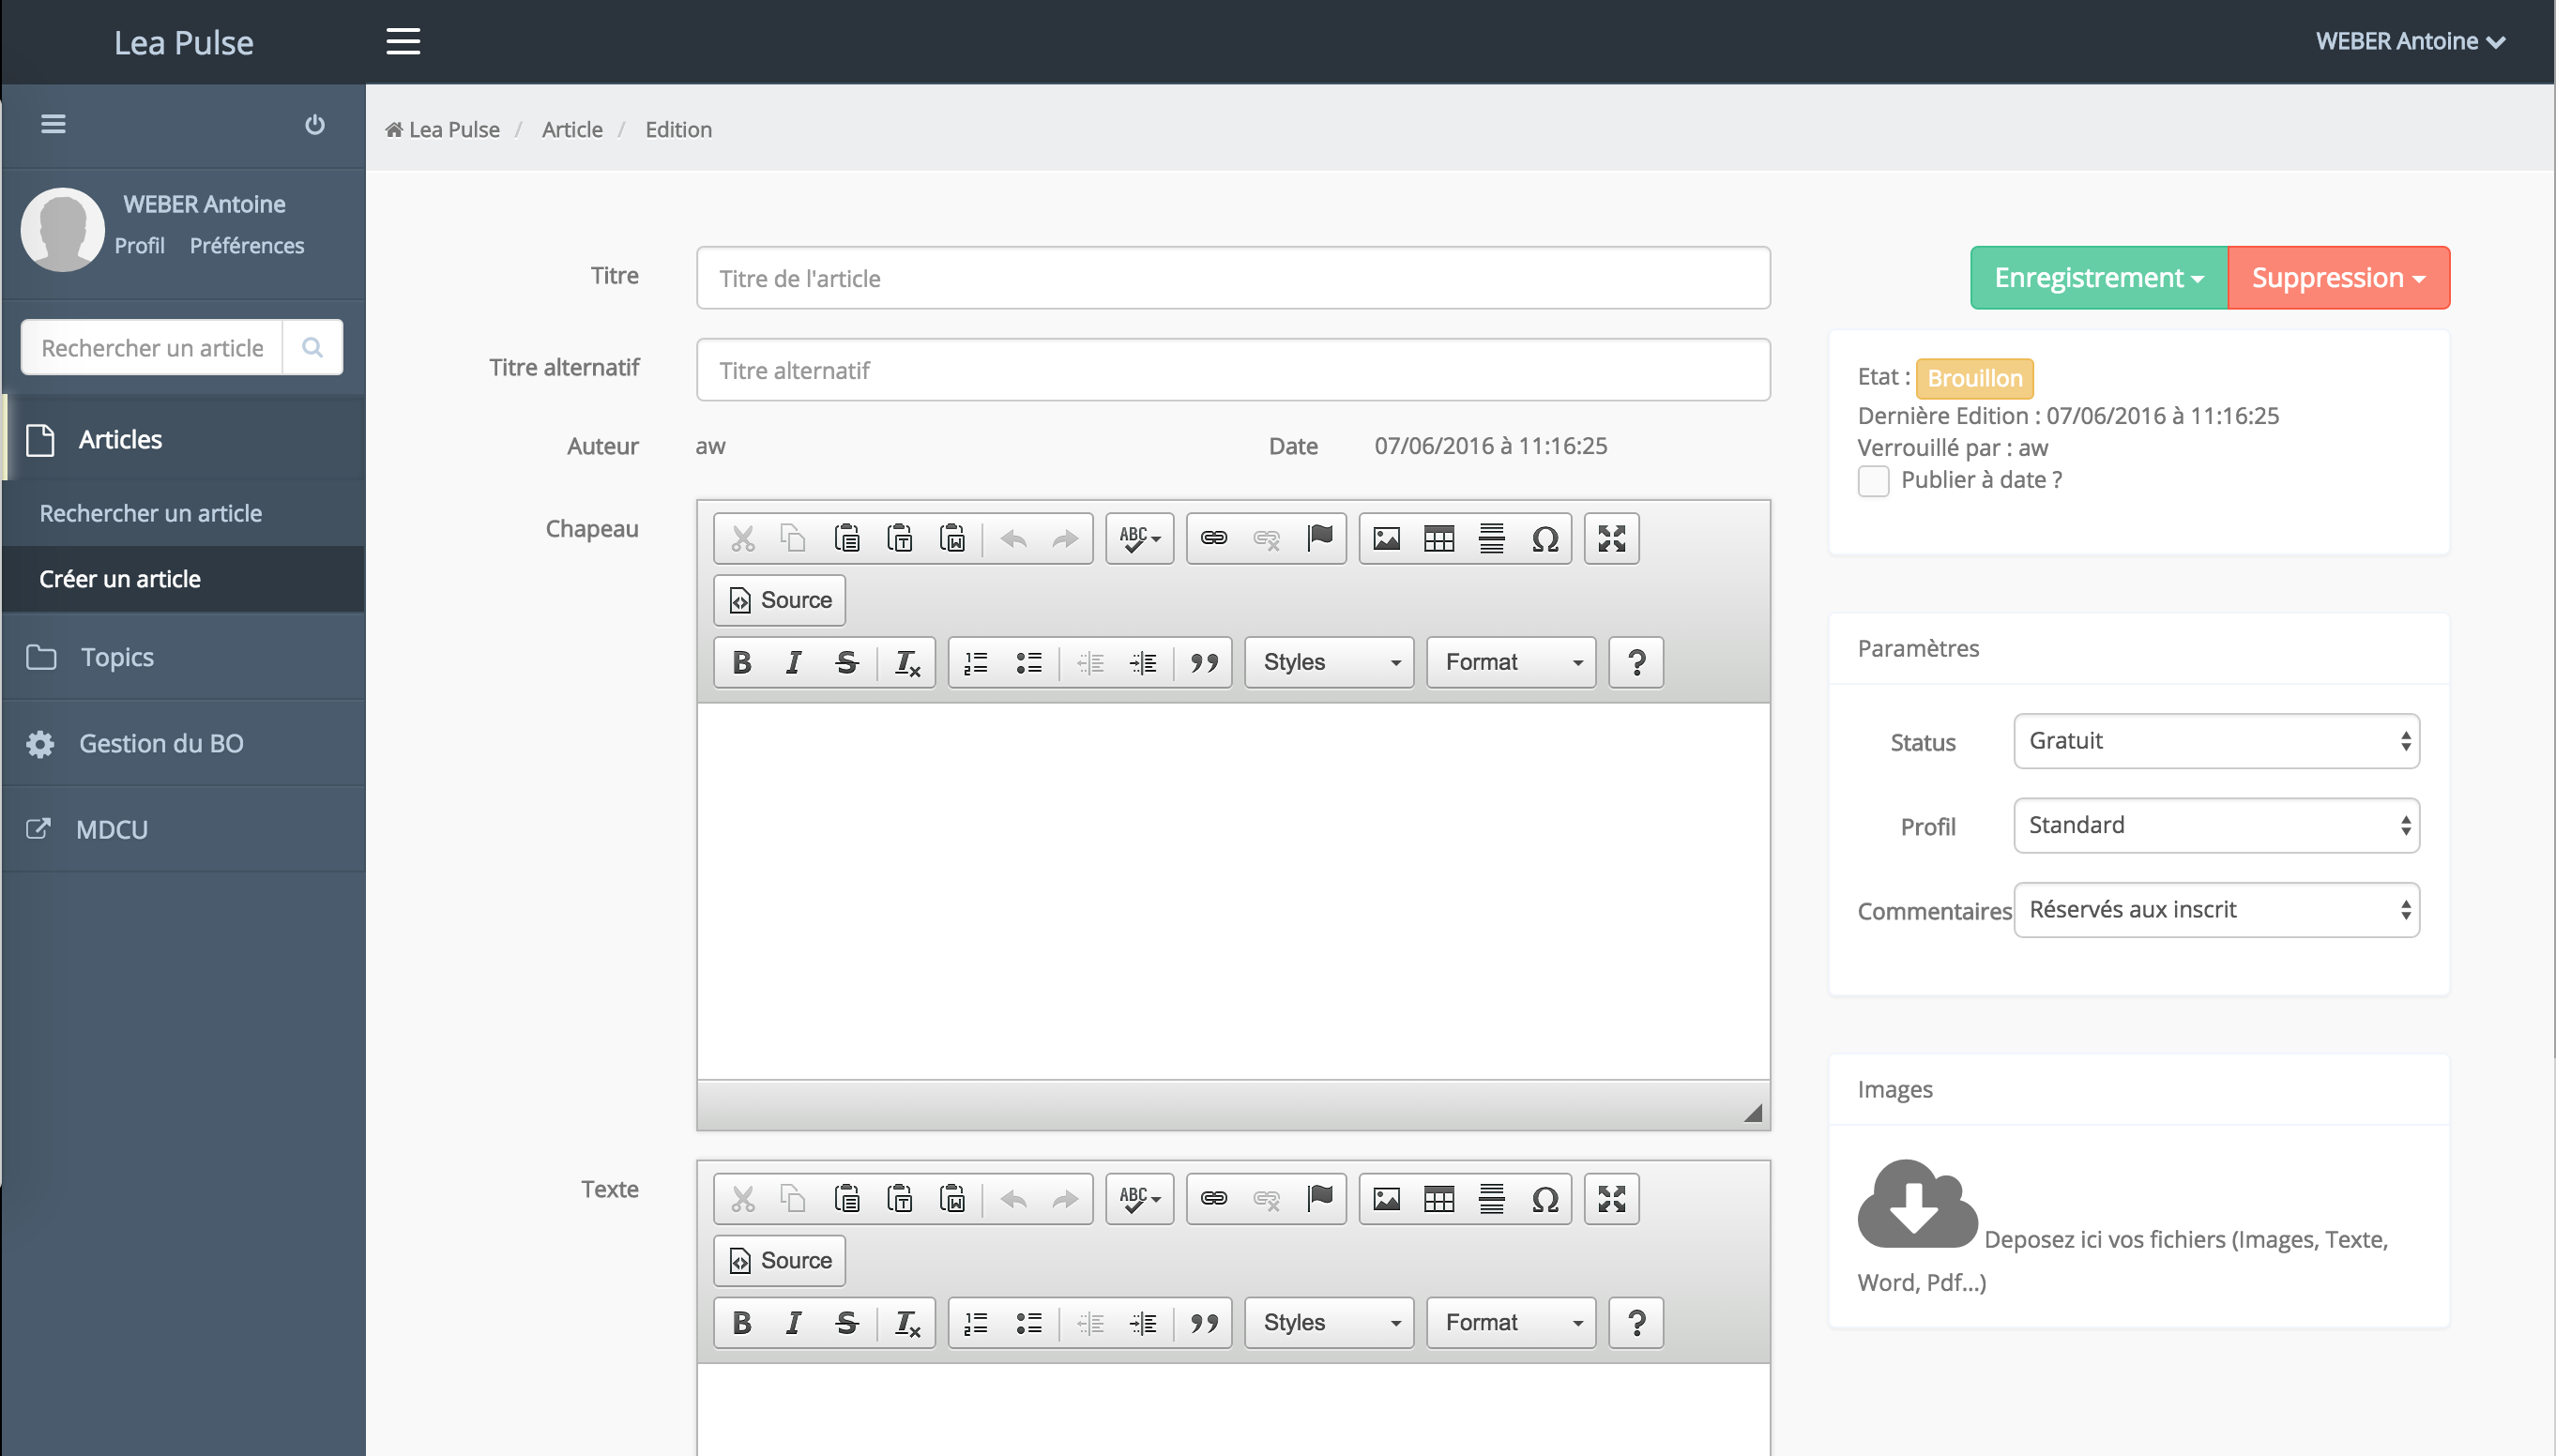 Lea Pulse
WEBER Antoine
Lea Pulse / Article / Edition
WEBER Antoine
Profil Préférences
Rechercher un article
Articles
Rechercher un article
Créer un article
Topics
Gestion du BO
MDCU
Titre Titre de l'article
Titre alternatif Titre alternatif
Auteur aw Date 07/06/2016 à 11:16:25
Chapeau
ABC
Source
B I S Tx Styles Format ?
Texte
ABC
Source
B I S Tx Styles Format ?
Enregistrement Suppression
Etat : Brouillon
Dernière Edition : 07/06/2016 à 11:16:25
Verrouillé par : aw
Publier à date ?
Paramètres
Status Gratuit
Profil Standard
Commentaires Réservés aux inscrit
Images
Deposez ici vos fichiers (Images, Texte,
Word, Pdf...)